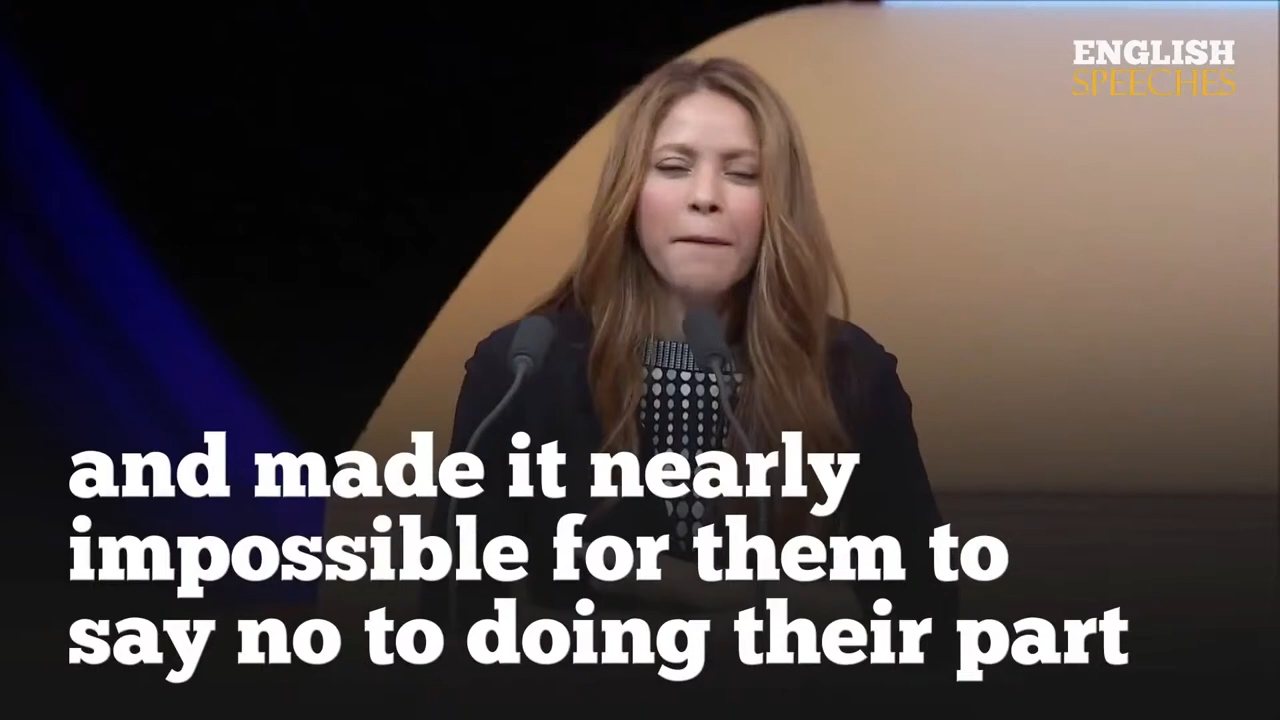 ENGLISH
SPEECHES
and made it nearly
impossible for them to
say no to doing their part